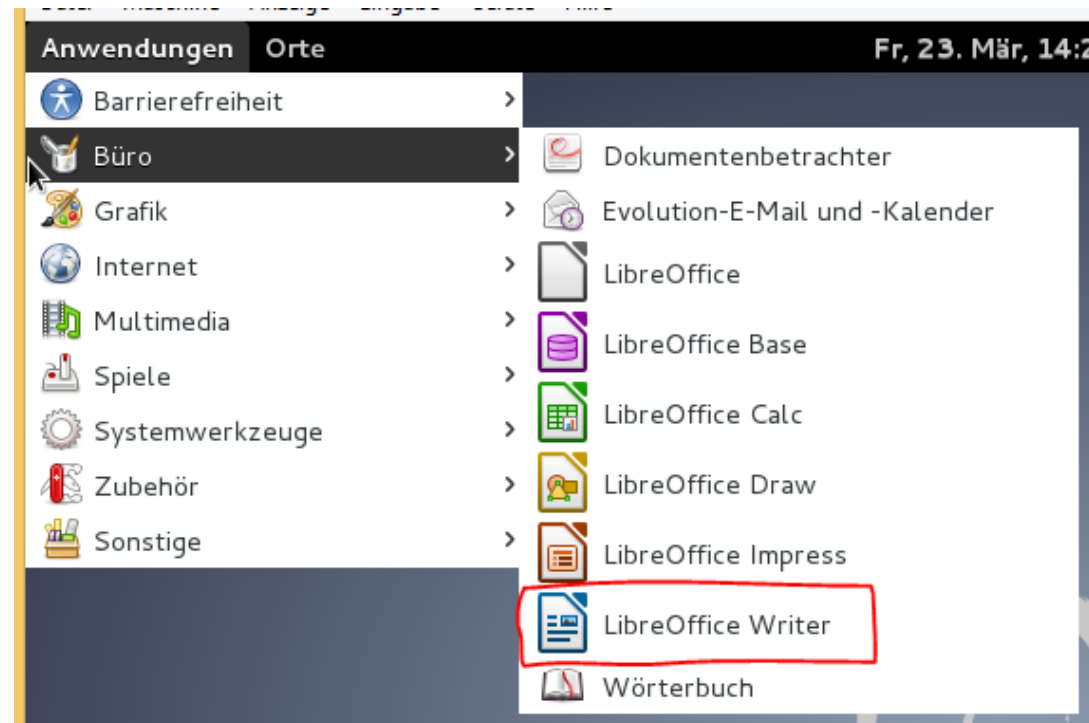 Anwendungen Orte Fr, 23. Mär, 14:2
Barrierefreiheit
Büro
Grafik
Internet
Multimedia
Spiele
Systemwerkzeuge
Zubehör
Sonstige
Dokumentenbetrachter
Evolution-E-Mail und -Kalender
LibreOffice
LibreOffice Base
LibreOffice Calc
LibreOffice Draw
LibreOffice Impress
LibreOffice Writer
Wörterbuch